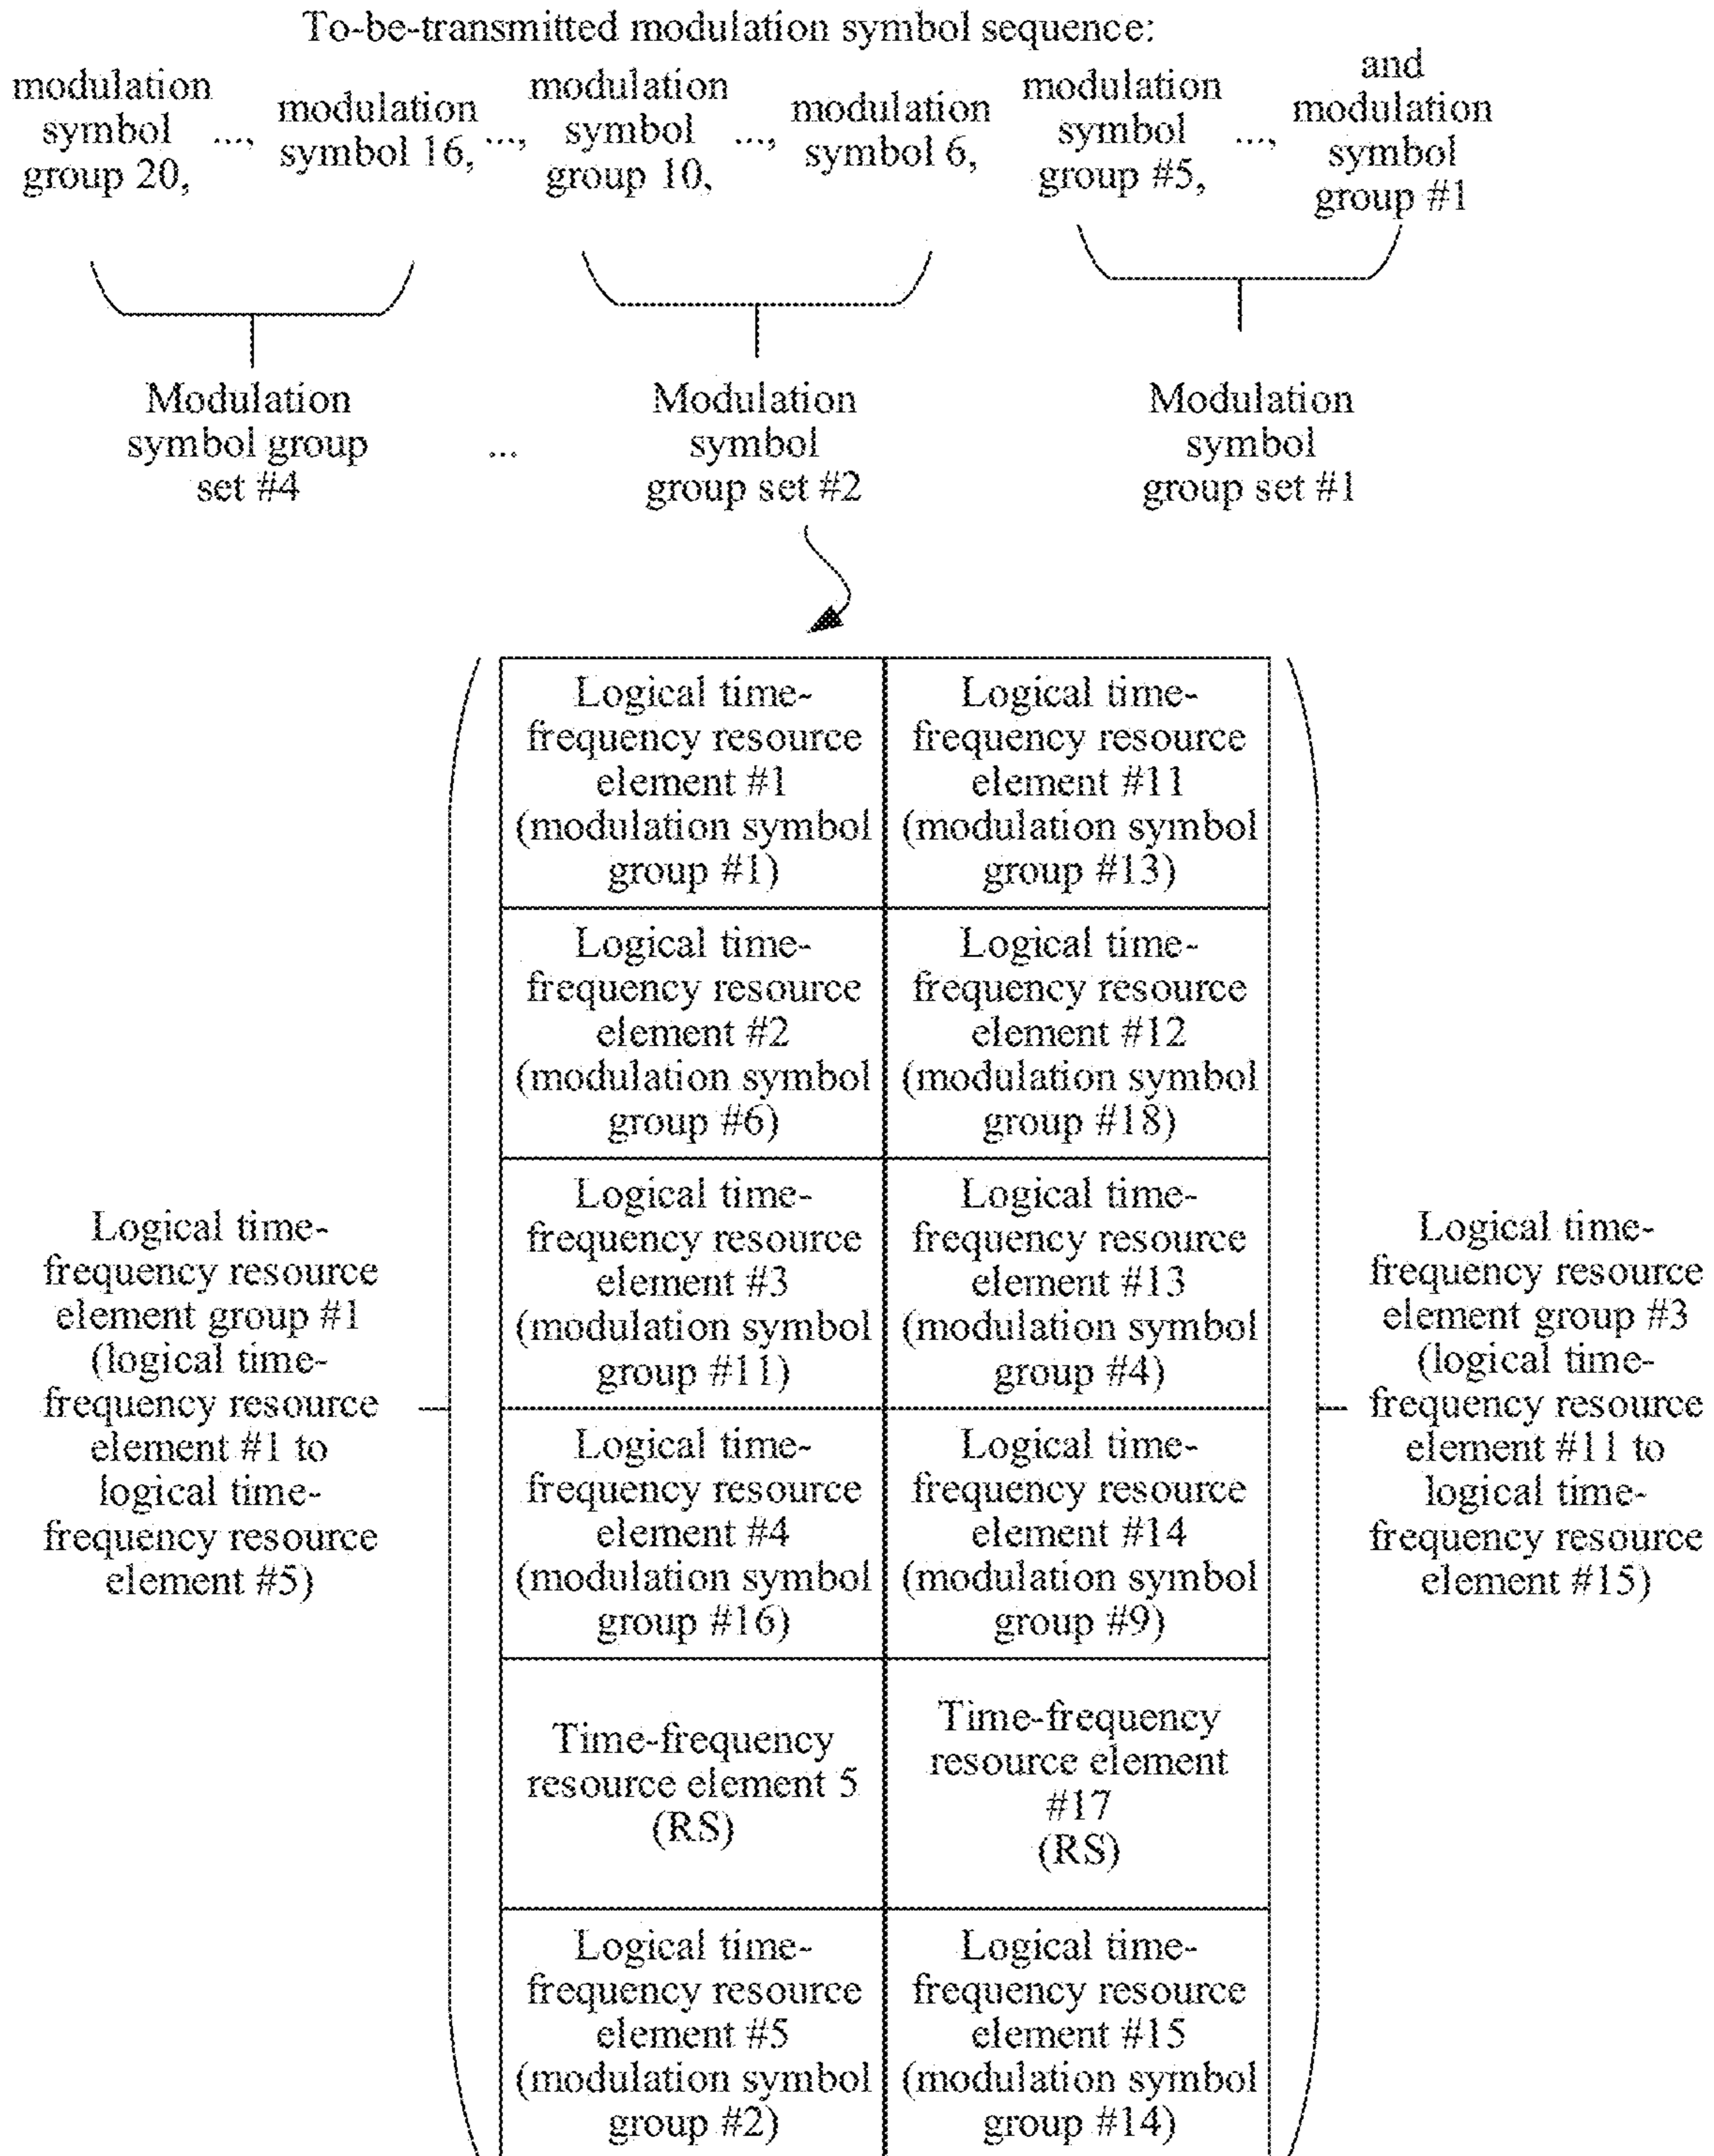 To-be-transmitted modulation symbol sequence:
modulation
symbol
group 20,
...,
modulation
symbol 16,
...,
modulation
symbol
group 10,
...,
modulation
symbol 6,
modulation
symbol
group #5,
...,
and
modulation
symbol
group #1
Modulation
symbol group
set #4
...
Modulation
symbol
group set #2
Modulation
symbol
group set #1
Logical time-
frequency resource
element #1
(modulation symbol
group #1)
Logical time-
frequency resource
element #11
(modulation symbol
group #13)
Logical time-
frequency resource
element #2
(modulation symbol
group #6)
Logical time-
frequency resource
element #12
(modulation symbol
group #18)
Logical time-
frequency resource
element group #1
(logical time-
frequency resource
element #1 to
logical time-
frequency resource
element #5)
Logical time-
frequency resource
element #3
(modulation symbol
group #11)
Logical time-
frequency resource
element #13
(modulation symbol
group #4)
Logical time-
frequency resource
element group #3
(logical time-
frequency resource
element #11 to
logical time-
frequency resource
element #15)
Logical time-
frequency resource
element #4
(modulation symbol
group #16)
Logical time-
frequency resource
element #14
(modulation symbol
group #9)
Time-frequency
resource element 5
(RS)
Time-frequency
resource element
#17
(RS)
Logical time-
frequency resource
element #5
(modulation symbol
group #2)
Logical time-
frequency resource
element #15
(modulation symbol
group #14)